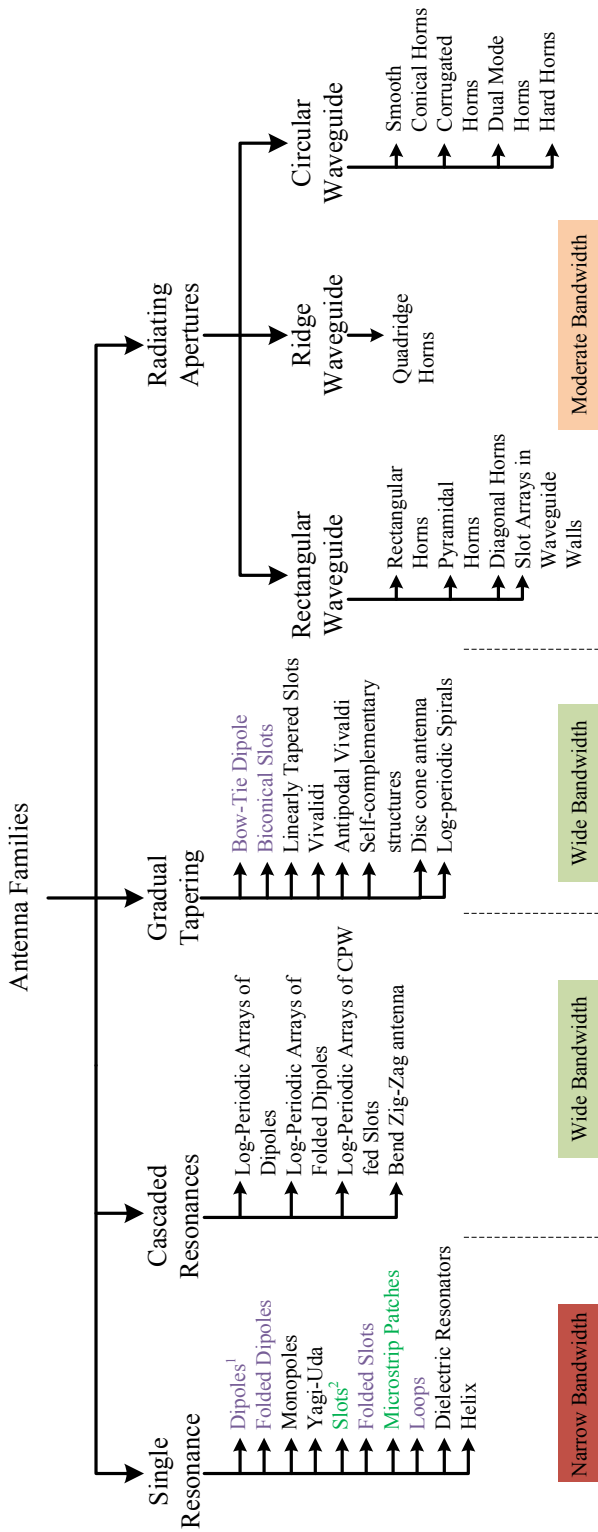 Antenna Families
Single
Resonance
Dipoles¹
Folded Dipoles
Monopoles
Yagi-Uda
Slots²
Folded Slots
Microstrip Patches
Loops
Dielectric Resonators
Helix
Narrow Bandwidth
Cascaded
Resonances
Log-Periodic Arrays of
Dipoles
Log-Periodic Arrays of
Folded Dipoles
Log-Periodic Arrays of CPW
fed Slots
Bend Zig-Zag antenna
Wide Bandwidth
Gradual
Tapering
Bow-Tie Dipole
Biconical Slots
Linearly Tapered Slots
Vivalidi
Antipodal Vivaldi
Self-complementary
structures
Disc cone antenna
Log-periodic Spirals
Wide Bandwidth
Radiating
Apertures
Rectangular
Waveguide
Rectangular
Horns
Pyramidal
Horns
Diagonal Horns
Slot Arrays in
Waveguide
Walls
Ridge
Waveguide
Quadridge
Horns
Circular
Waveguide
Smooth
Conical Horns
Corrugated
Horns
Dual Mode
Horns
Hard Horns
Moderate Bandwidth